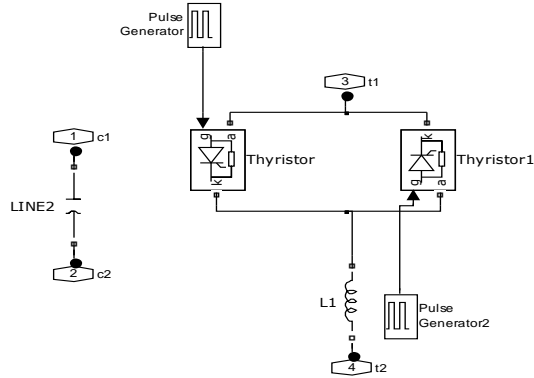 Pulse
Generator
3 t1
1 c1
g a
k
Thyristor
k
g a
Thyristor1
LINE2
2 c2
L1
Pulse
Generator2
4 t2